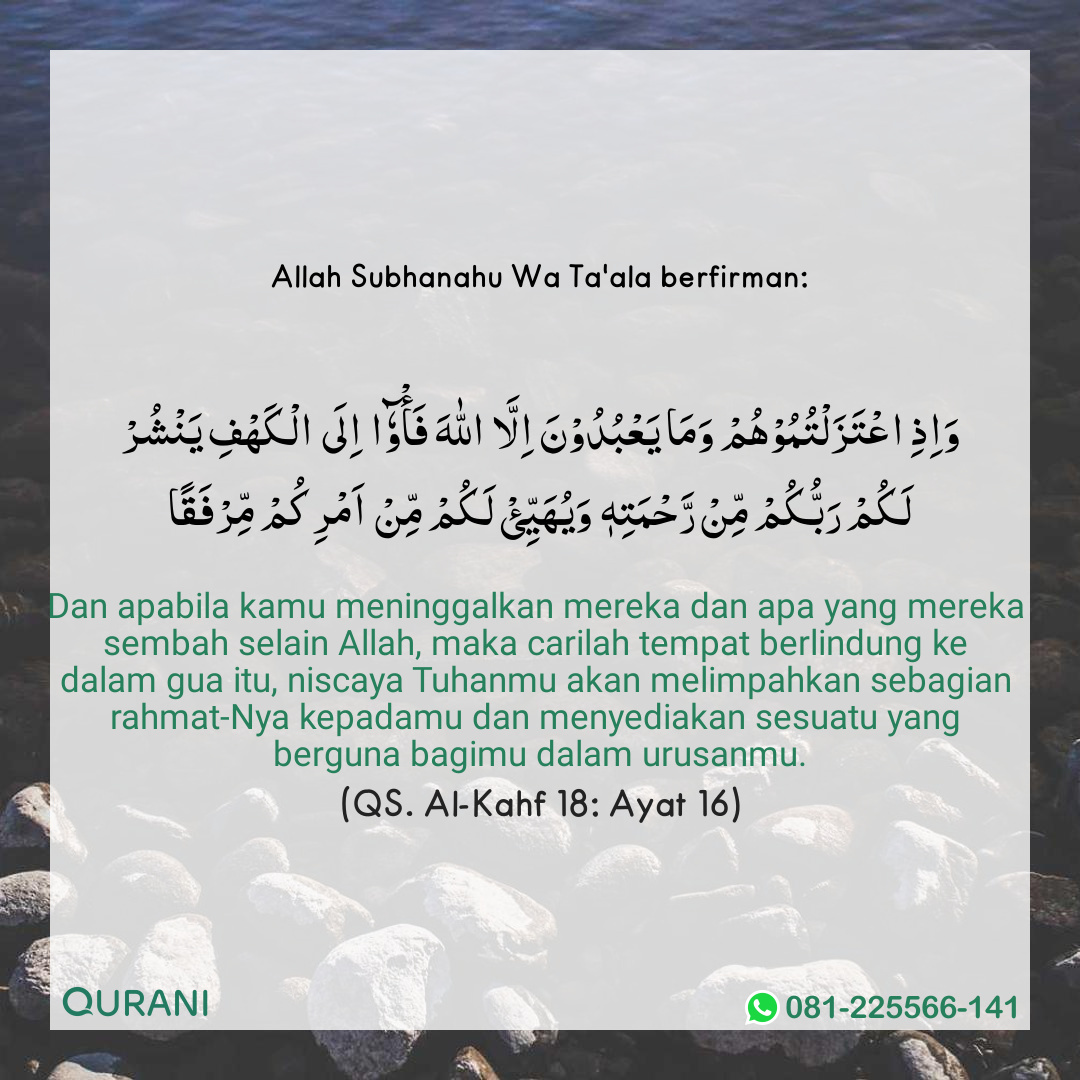 Allah Subhanahu Wa Ta'ala berfirman:
وَاِذِ اعْتَزَلْتُمُوْهُمْ وَمَا يَعْبُدُوْنَ اِلَّا اللّٰهَ فَأْوٗۤا اِلَى الْكَهْفِ يَنْشُرْ
لَكُمْ رَبُّكُمْ مِّنْ رَّحْمَتِهٖ وَيُهَيِّئْ لَكُمْ مِّنْ اَمْرِ كُمْ مِّرْفَقًا
Dan apabila kamu meninggalkan mereka dan apa yang mereka
sembah selain Allah, maka carilah tempat berlindung ke
dalam gua itu, niscaya Tuhanmu akan melimpahkan sebagian
rahmat-Nya kepadamu dan menyediakan sesuatu yang
berguna bagimu dalam urusanmu.
(QS. Al-Kahf 18: Ayat 16)
QURANI
081-225566-141